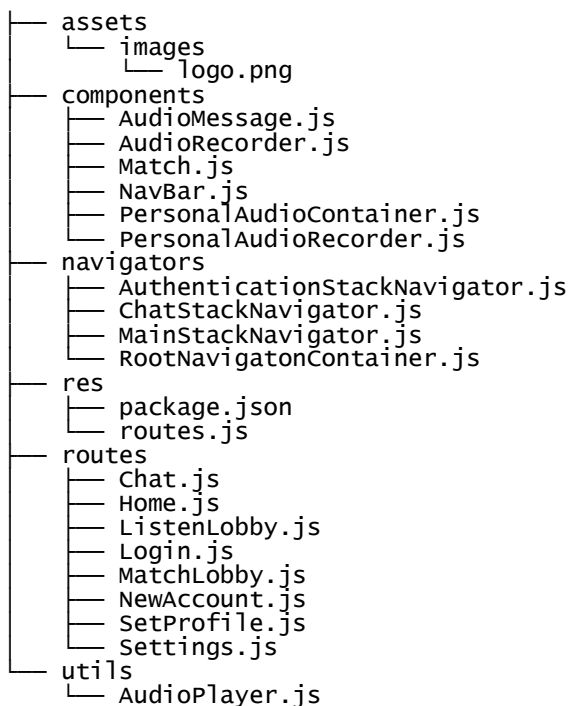 ├── assets
│   └── images
│       └── logo.png
├── components
│   ├── AudioMessage.js
│   ├── AudioRecorder.js
│   ├── Match.js
│   ├── NavBar.js
│   ├── PersonalAudioContainer.js
│   └── PersonalAudioRecorder.js
├── navigators
│   ├── AuthenticationStackNavigator.js
│   ├── ChatStackNavigator.js
│   ├── MainStackNavigator.js
│   └── RootNavigatonContainer.js
├── res
│   ├── package.json
│   └── routes.js
├── routes
│   ├── Chat.js
│   ├── Home.js
│   ├── ListenLobby.js
│   ├── Login.js
│   ├── MatchLobby.js
│   ├── NewAccount.js
│   ├── SetProfile.js
│   └── Settings.js
└── utils
    └── AudioPlayer.js